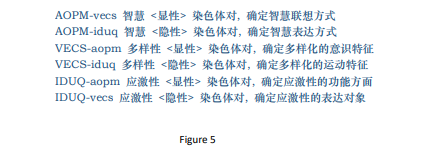 AOPM-vecs 智慧 <显性> 染色体对, 确定智慧联想方式
AOPM-iduq 智慧 <隐性> 染色体对, 确定智慧表达方式
VECS-aopm 多样性 <显性> 染色体对, 确定多样化的意识特征
VECS-iduq 多样性 <隐性> 染色体对, 确定多样化的运动特征
IDUQ-aopm 应激性 <显性> 染色体对, 确定应激性的功能方面
IDUQ-vecs 应激性 <隐性> 染色体对, 确定应激性的表达对象
Figure 5